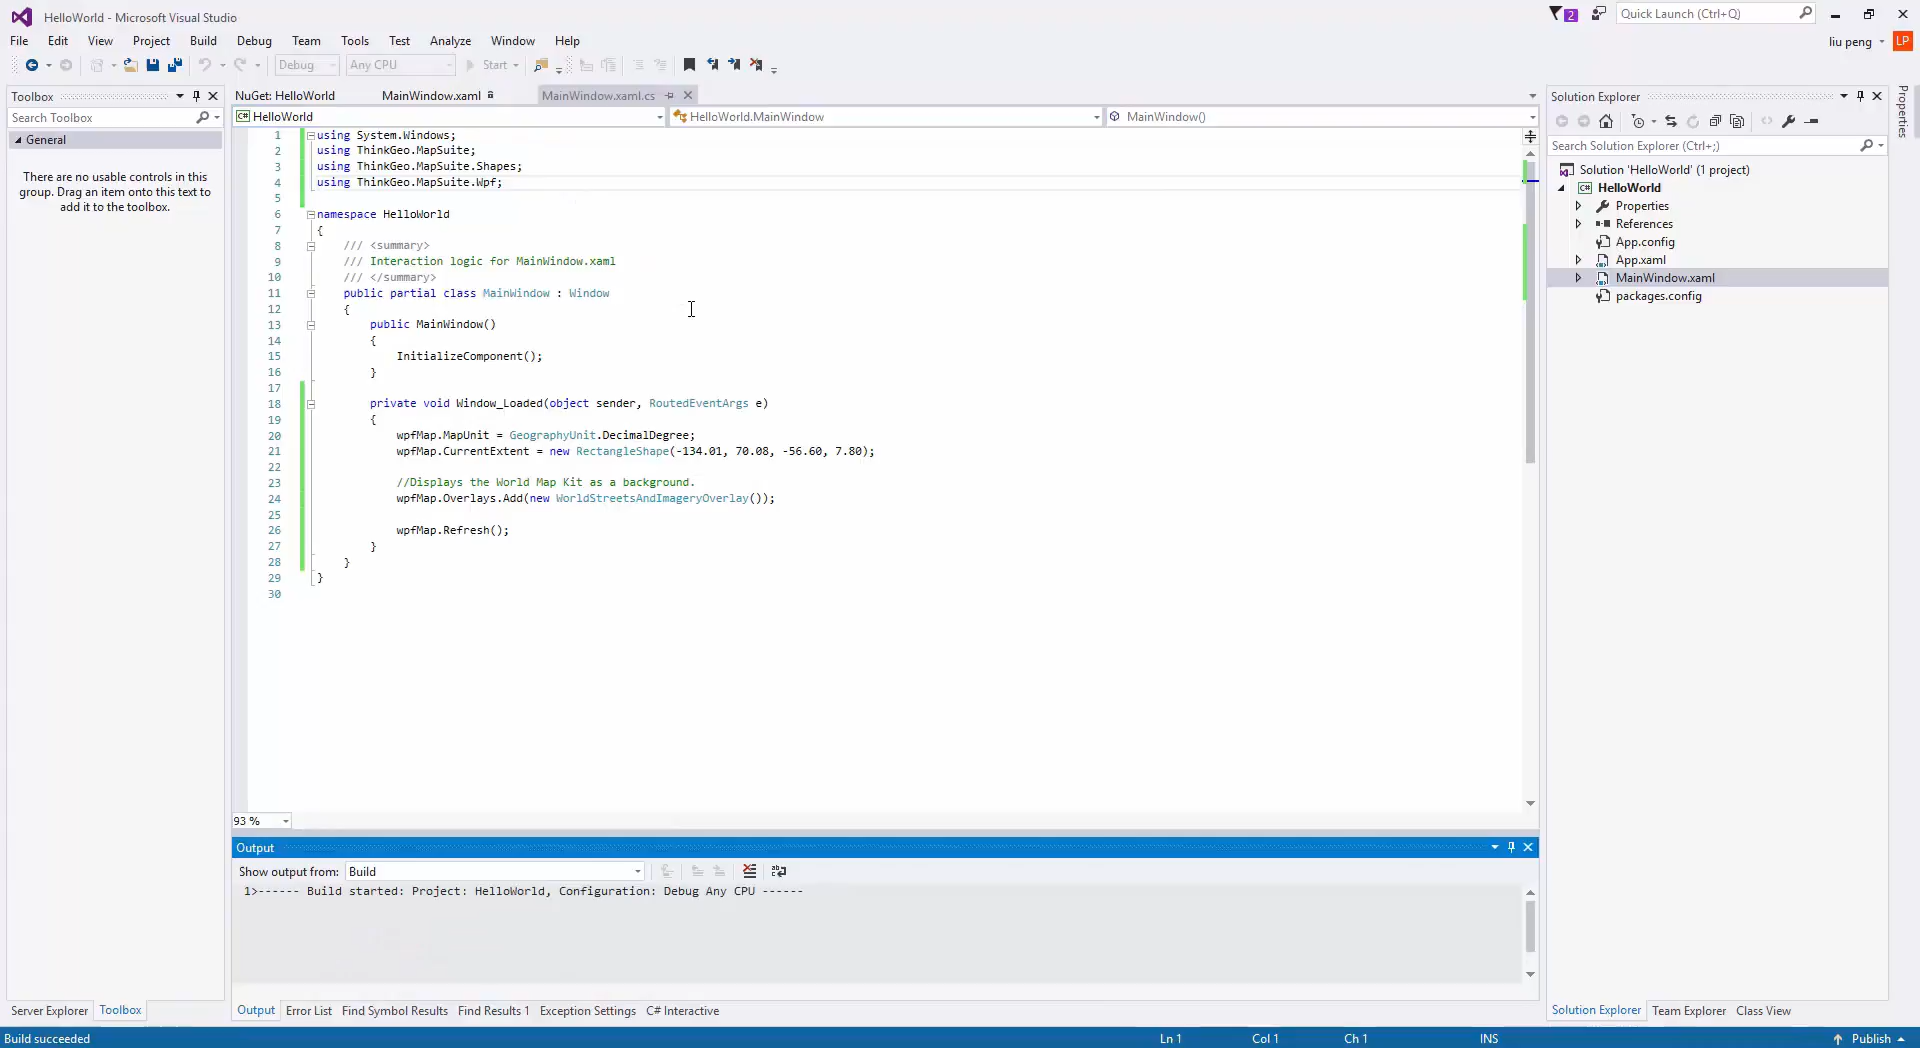 HelloWorld - Microsoft Visual Studio
2
Quick Launch (Ctrl+Q)
File Edit View Project Build Debug Team Tools Test Analyze Window Help
liu peng
LP
Debug
Any CPU
Start
Toolbox
Search Toolbox
General
There are no usable controls in this
group. Drag an item onto this text to
add it to the toolbox.
NuGet: HelloWorld
MainWindow.xaml
MainWindow.xaml.cs
C# HelloWorld
HelloWorld.MainWindow
MainWindow()
1 using System.Windows;
2 using ThinkGeo.MapSuite;
3 using ThinkGeo.MapSuite.Shapes;
4 using ThinkGeo.MapSuite.Wpf;
5
6 namespace HelloWorld
7 {
8 /// <summary>
9 /// Interaction logic for MainWindow.xaml
10 /// </summary>
11 public partial class MainWindow : Window
12 {
13 public MainWindow()
14 {
15 InitializeComponent();
16 }
17
18 private void Window_Loaded(object sender, RoutedEventArgs e)
19 {
20 wpfMap.MapUnit = GeographyUnit.DecimalDegree;
21 wpfMap.CurrentExtent = new RectangleShape(-134.01, 70.08, -56.60, 7.80);
22
23 //Displays the World Map Kit as a background.
24 wpfMap.Overlays.Add(new WorldStreetsAndImageryOverlay());
25
26 wpfMap.Refresh();
27 }
28 }
29 }
30
93 %
Output
Show output from: Build
1>------ Build started: Project: HelloWorld, Configuration: Debug Any CPU ------
Solution Explorer
Search Solution Explorer (Ctrl+;)
Solution 'HelloWorld' (1 project)
C# HelloWorld
Properties
References
App.config
App.xaml
MainWindow.xaml
packages.config
Properties
Server Explorer Toolbox
Output Error List Find Symbol Results Find Results 1 Exception Settings C# Interactive
Solution Explorer Team Explorer Class View
Build succeeded
Ln 1
Col 1
Ch 1
INS
Publish